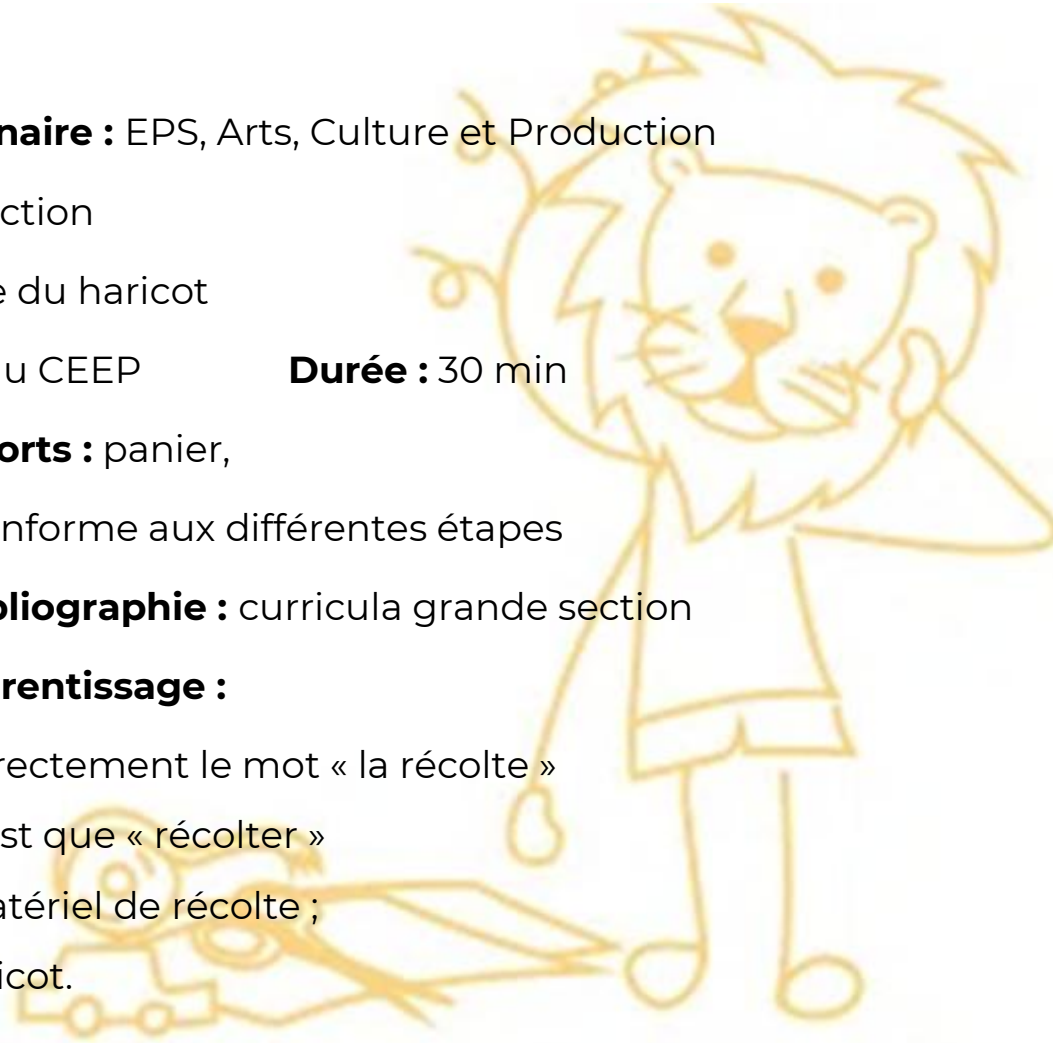 naire : EPS, Arts, Culture et Production
ction
e du haricot
u CEEP Durée : 30 min
orts : panier,
nforme aux différentes étapes
bliographie : curricula grande section
rentissage :
rectement le mot « la récolte »
st que « récolter »
atériel de récolte ;
icot.